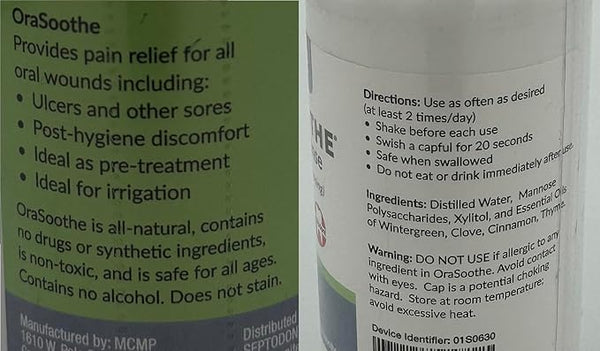 OraSoothe
Provides pain relief for all
oral wounds including:
• Ulcers and other sores
• Post-hygiene discomfort
• Ideal as pre-treatment
• Ideal for irrigation
OraSoothe is all-natural, contains
no drugs or synthetic ingredients,
is non-toxic, and is safe for all ages.
Contains no alcohol. Does not stain.
Manufactured by: MCMP
1610 W.
Distributed
SEPTODON
THE®
se
ng)
Directions: Use as often as desired
(at least 2 times/day)
• Shake before each use
• Swish a capful for 20 seconds
• Safe when swallowed
• Do not eat or drink immediately after use.
Ingredients: Distilled Water, Mannose
Polysaccharides, Xylitol, and Essential Oils
of Wintergreen, Clove, Cinnamon, Thyme.
Warning: DO NOT USE if allergic to any
ingredient in OraSoothe. Avoid contact
with eyes. Cap is a potential choking
hazard. Store at room temperature;
avoid excessive heat.
Device Identifier: 01S0630